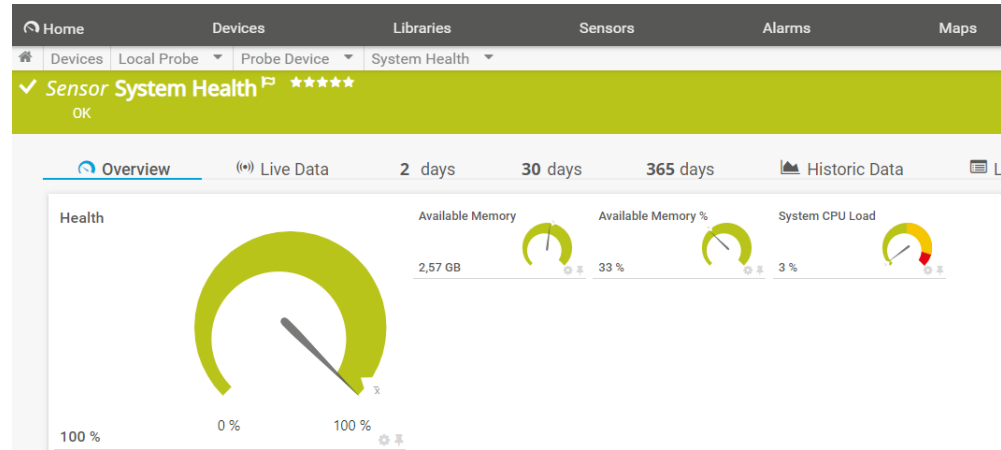 Home Devices Libraries Sensors Alarms Maps
Devices Local Probe Probe Device System Health
Sensor System Health
OK
Overview Live Data 2 days 30 days 365 days Historic Data L
Health
Available Memory Available Memory % System CPU Load
2,57 GB 33 % 3 %
x̄
0 % 100 %
100 %